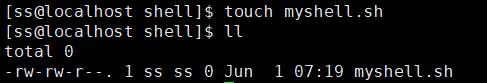 [ss@localhost shell]$ touch myshell.sh
[ss@localhost shell]$ ll
total 0
-rw-rw-r--. 1 ss ss 0 Jun  1 07:19 myshell.sh